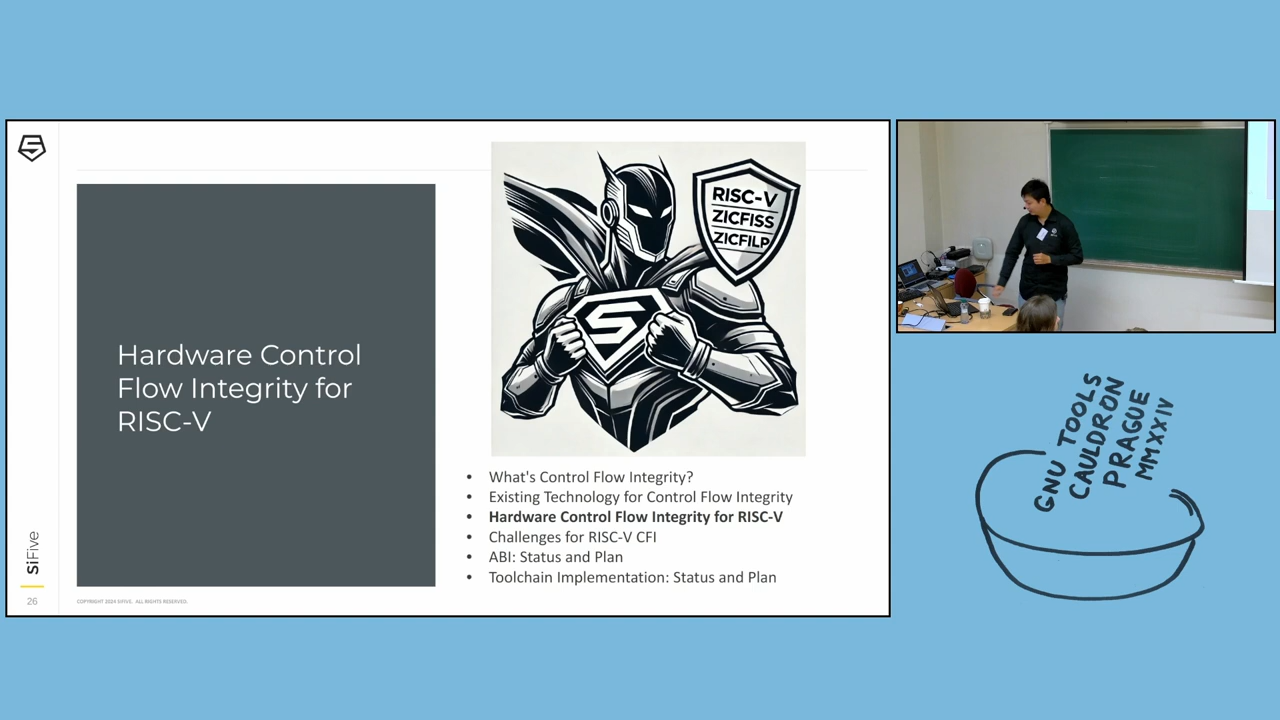 Hardware Control
Flow Integrity for
RISC-V
RISC-V
ZICFISS
ZICFILP
S
• What's Control Flow Integrity?
• Existing Technology for Control Flow Integrity
• Hardware Control Flow Integrity for RISC-V
• Challenges for RISC-V CFI
• ABI: Status and Plan
• Toolchain Implementation: Status and Plan
SiFive
26
COPYRIGHT 2024 SIFIVE. ALL RIGHTS RESERVED.
GNU TOOLS
CAULDRON
PRAGUE
MMXXIV